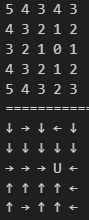 5 4 3 4 3
4 3 2 1 2
3 2 1 0 1
4 3 2 1 2
5 4 3 2 3
===========
↓ → ↓ ← ↓
↓ ↓ ↓ ↓ ↓
→ → → U ←
↑ ↑ ↑ ↑ ←
↑ → ↑ ↑ ←